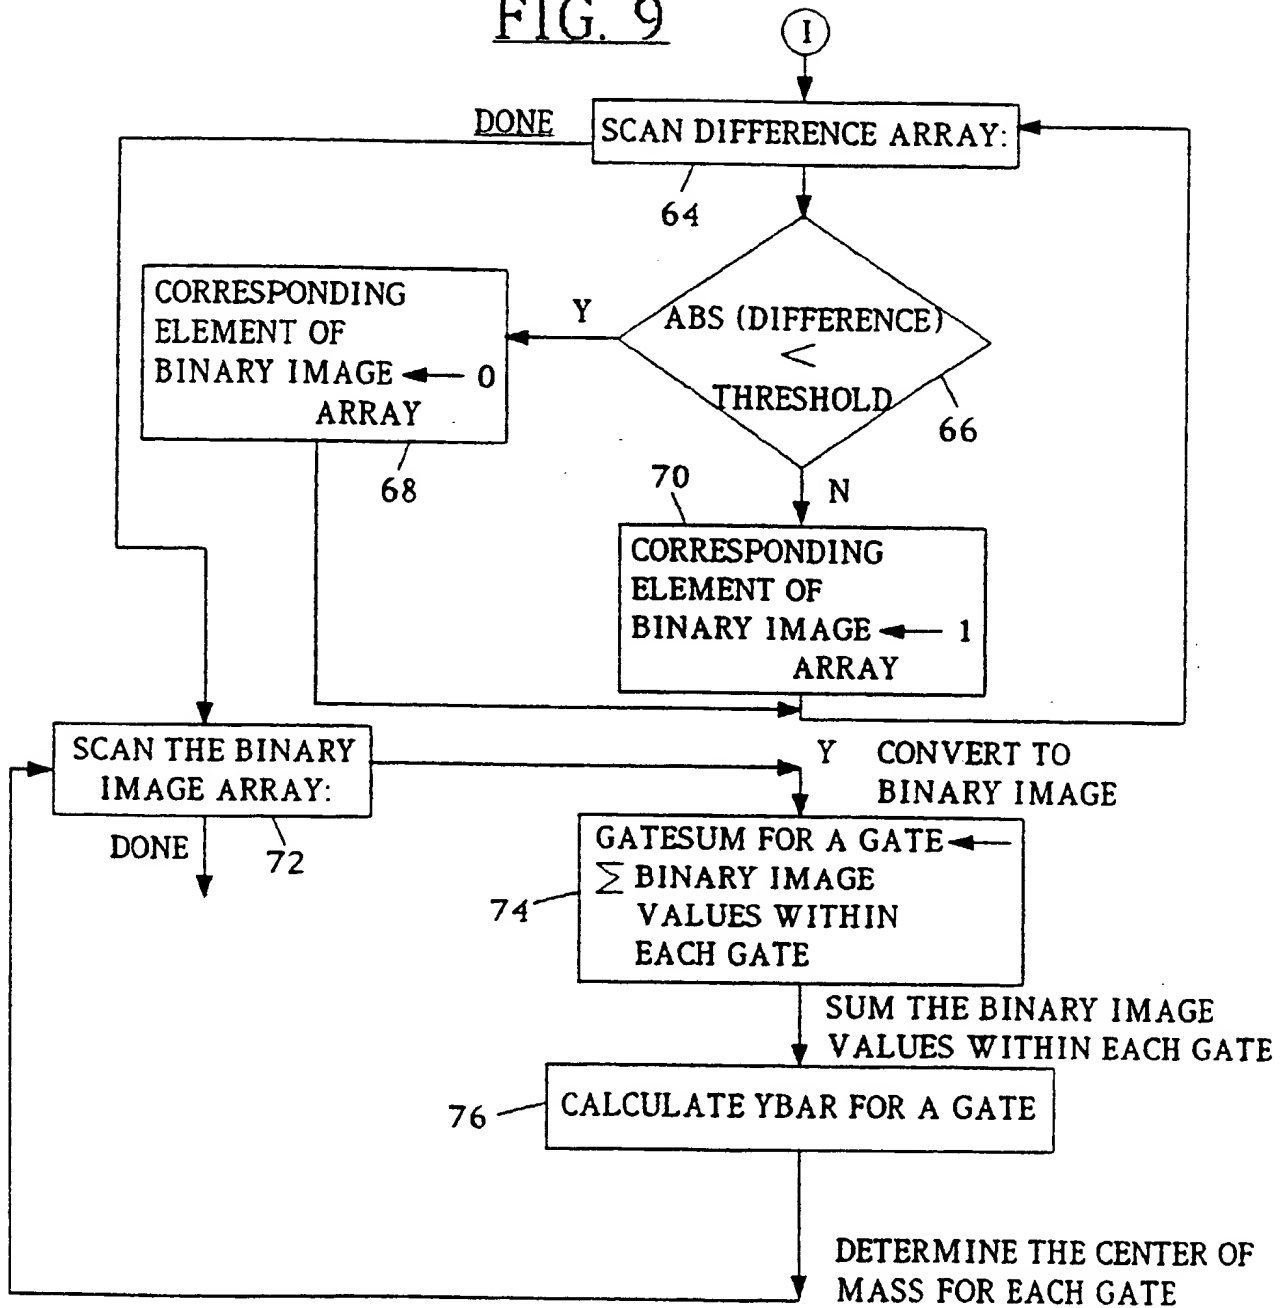 FIG. 9
I
DONE
SCAN DIFFERENCE ARRAY:
64
CORRESPONDING
ELEMENT OF
BINARY IMAGE ← 0
ARRAY
68
Y
ABS (DIFFERENCE)
<
THRESHOLD
66
N
70
CORRESPONDING
ELEMENT OF
BINARY IMAGE ← 1
ARRAY
SCAN THE BINARY
IMAGE ARRAY:
DONE
72
Y
CONVERT TO
BINARY IMAGE
GATESUM FOR A GATE ←
∑ BINARY IMAGE
VALUES WITHIN
EACH GATE
74
SUM THE BINARY IMAGE
VALUES WITHIN EACH GATE
76
CALCULATE YBAR FOR A GATE
DETERMINE THE CENTER OF
MASS FOR EACH GATE